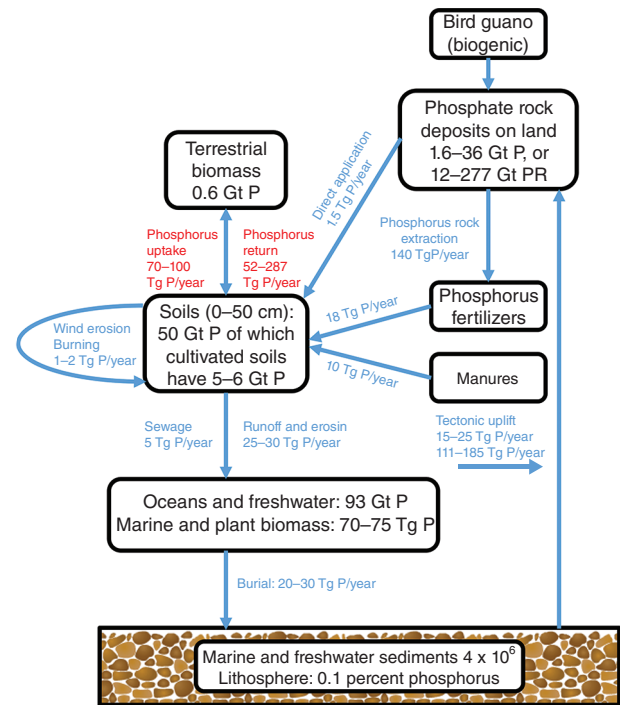 Bird guano
(biogenic)
Phosphate rock
deposits on land
1.6–36 Gt P, or
12–277 Gt PR
Terrestrial
biomass
0.6 Gt P
Direct application
1.5 Tg P/year
Phosphorus rock
extraction
140 TgP/year
Phosphorus
uptake
70–100
Tg P/year
Phosphorus
return
52–287
Tg P/year
Soils (0–50 cm):
50 Gt P of which
cultivated soils
have 5–6 Gt P
Wind erosion
Burning
1–2 Tg P/year
18 Tg P/year
Phosphorus
fertilizers
10 Tg P/year
Manures
Sewage
5 Tg P/year
Runoff and erosin
25–30 Tg P/year
Tectonic uplift
15–25 Tg P/year
111–185 Tg P/year
Oceans and freshwater: 93 Gt P
Marine and plant biomass: 70–75 Tg P
Burial: 20–30 Tg P/year
Marine and freshwater sediments 4 x 10⁶
Lithosphere: 0.1 percent phosphorus